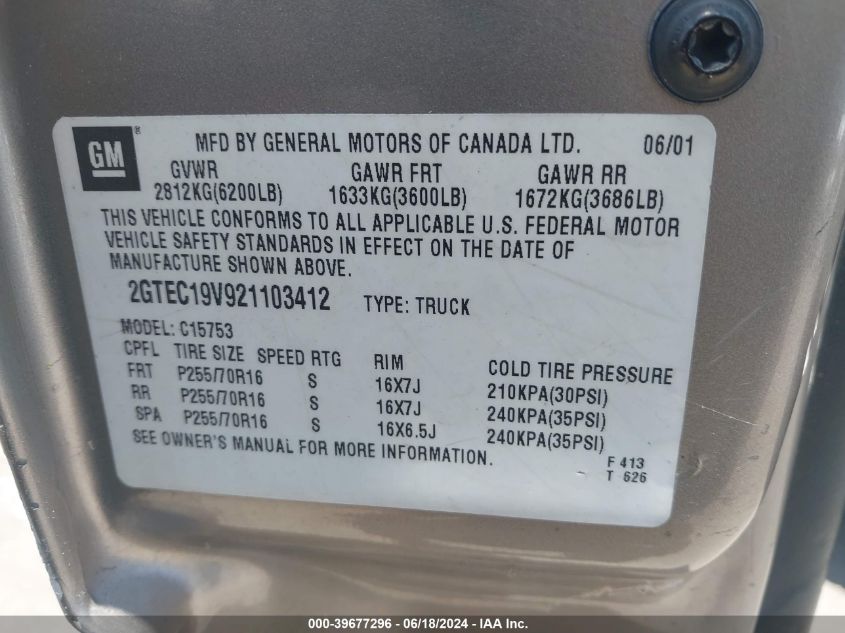 GM ®
MFD BY GENERAL MOTORS OF CANADA LTD. 06/01
GVWR GAWR FRT GAWR RR
2812KG(6200LB) 1633KG(3600LB) 1672KG(3686LB)
THIS VEHICLE CONFORMS TO ALL APPLICABLE U.S. FEDERAL MOTOR
VEHICLE SAFETY STANDARDS IN EFFECT ON THE DATE OF
MANUFACTURE SHOWN ABOVE.
2GTEC19V921103412 TYPE: TRUCK
MODEL: C15753
CPFL TIRE SIZE SPEED RTG RIM COLD TIRE PRESSURE
FRT P255/70R16 S 16X7J 210KPA(30PSI)
RR P255/70R16 S 16X7J 240KPA(35PSI)
SPA P255/70R16 S 16X6.5J 240KPA(35PSI)
SEE OWNER'S MANUAL FOR MORE INFORMATION.
F 413
T 626
000-39677296 - 06/18/2024 - IAA Inc.